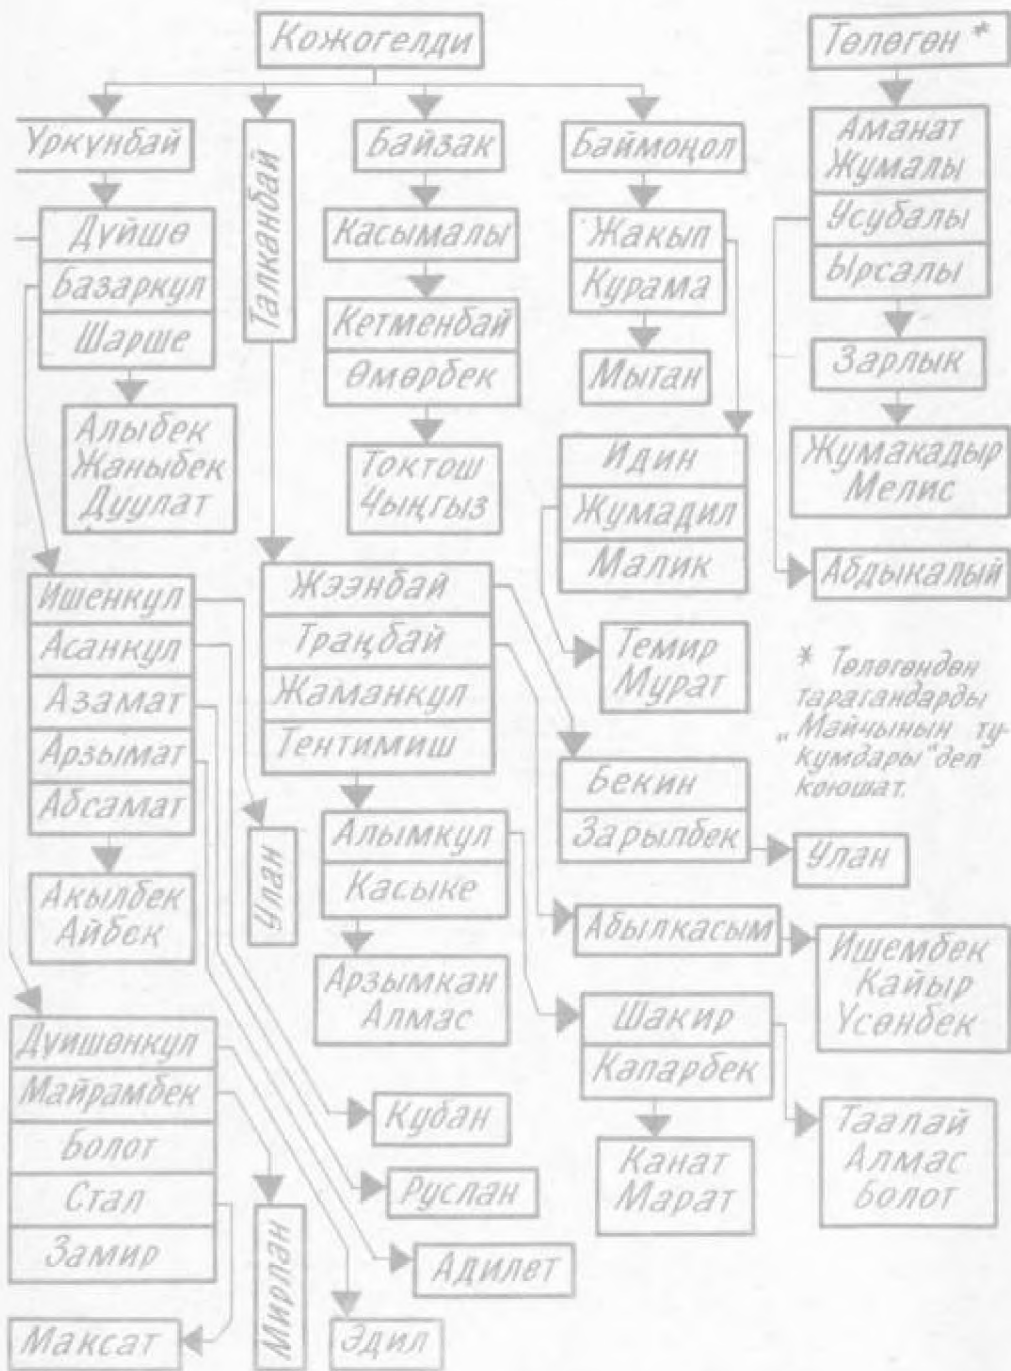 Кожогелди
Төлөгөн *
Үркүнбай
Талканбай
Байзак
Баймоңол
Аманат
Жумалы
Усубалы
Ырсалы
Дүйшө
Базаркул
Шарше
Касымалы
Жакып
Курама
Кетменбай
Өмөрбек
Мытан
Зарлык
Алыбек
Жаныбек
Дуулат
Токтош
Чыңгыз
Идин
Жумадил
Малик
Жумакадыр
Мелис
Ишенкул
Асанкул
Азамат
Арзымат
Абсамат
Жээнбай
Траңбай
Жаманкул
Тентимиш
Абдыкалый
Темир
Мурат
* Төлөгөндөн
тарагандарды
„Майчынын ту-
кумдары" деп
коюшат.
Бекин
Зарылбек
Улан
Улан
Алымкул
Касыке
Акылбек
Айбек
Абылкасым
Ишембек
Кайыр
Үсөнбек
Арзымкан
Алмас
Шакир
Капарбек
Дүишөнкул
Майрамбек
Болот
Стал
Замир
Кубан
Таалай
Алмас
Болот
Канат
Марат
Руслан
Адилет
Мирлан
Эдил
Максат